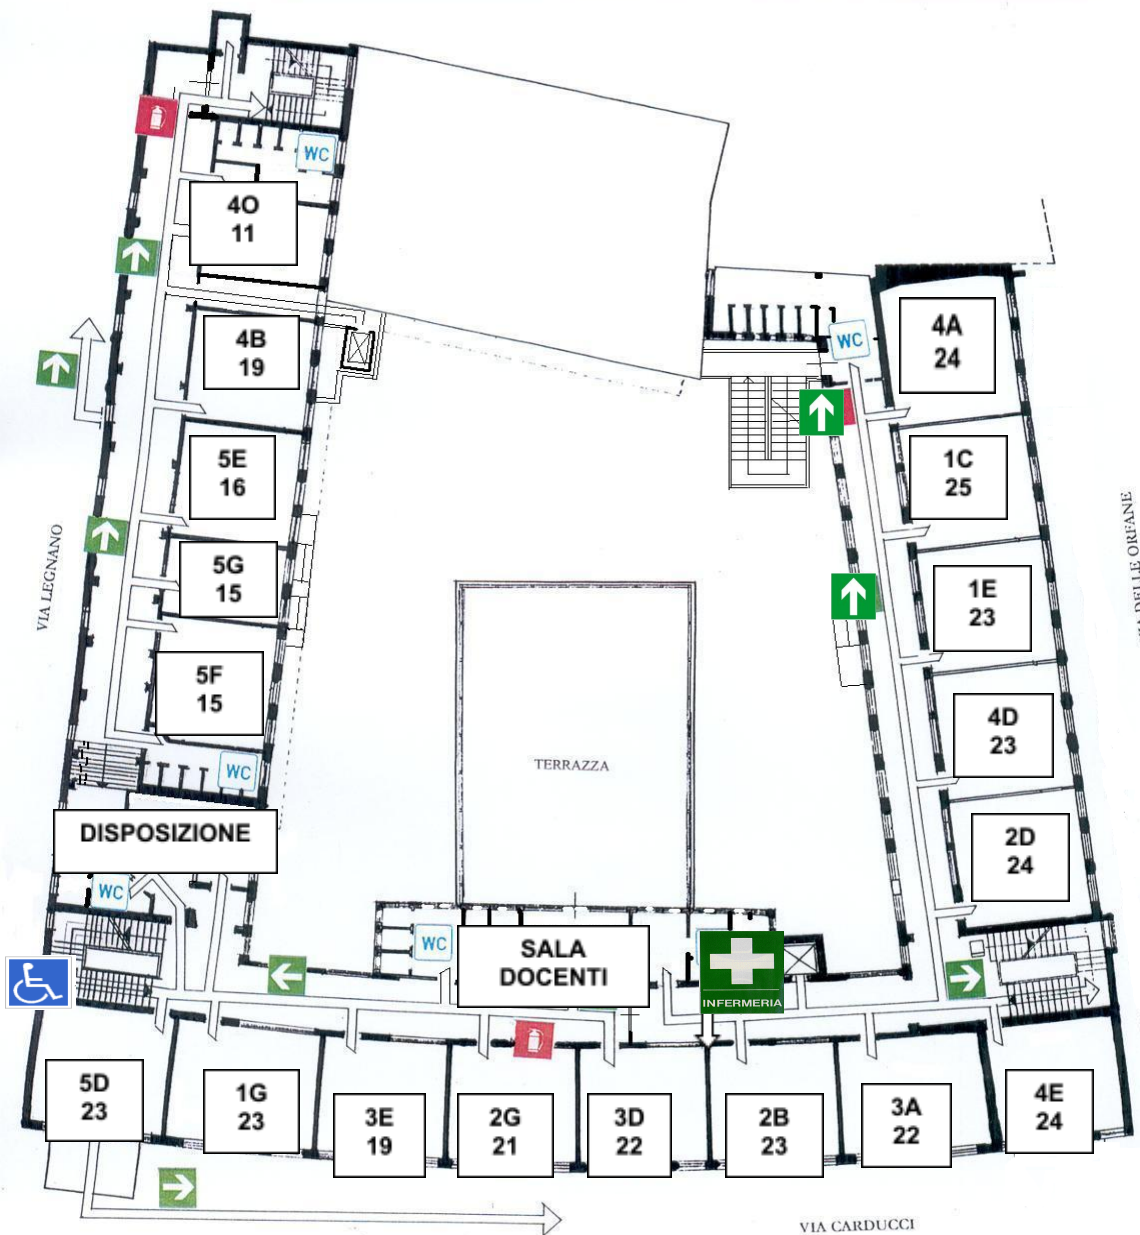 WC
4O
11
4B
19
WC
4A
24
5E
16
1C
25
VIA LEGNANO
5G
15
1E
23
DELLE ORFANE
5F
15
4D
23
WC
TERRAZZA
DISPOSIZIONE
2D
24
WC
WC
SALA
DOCENTI
INFERMERIA
5D
23
1G
23
3E
19
2G
21
3D
22
2B
23
3A
22
4E
24
VIA CARDUCCI